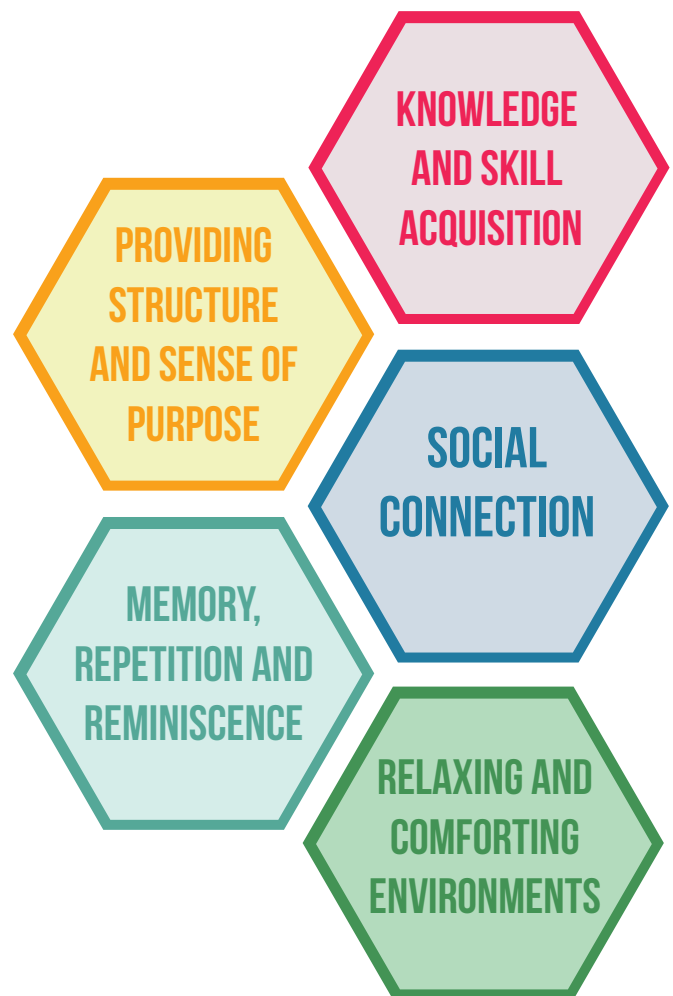 KNOWLEDGE
AND SKILL
ACQUISITION
PROVIDING
STRUCTURE
AND SENSE OF
PURPOSE
SOCIAL
CONNECTION
MEMORY,
REPETITION AND
REMINISCENCE
RELAXING AND
COMFORTING
ENVIRONMENTS